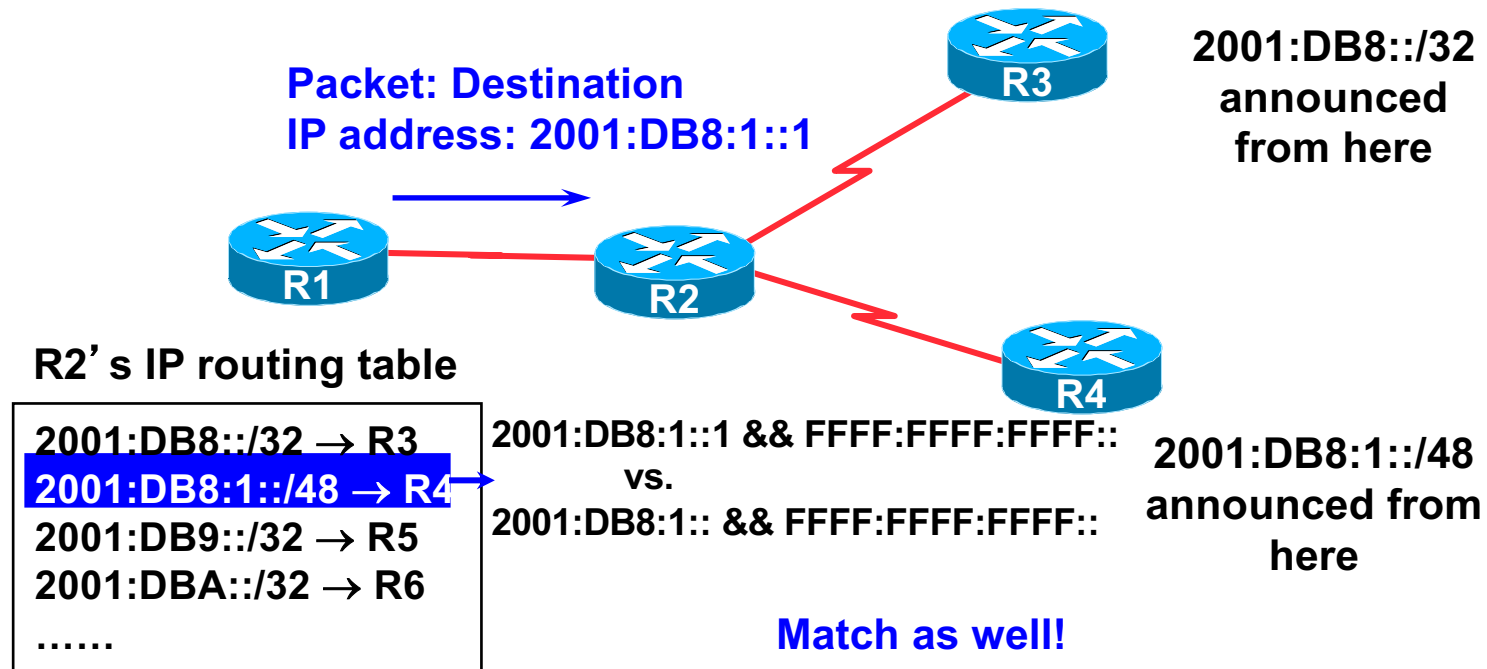 Packet: Destination
IP address: 2001:DB8:1::1
R3
2001:DB8::/32
announced
from here
R1
R2
R4
R2’s IP routing table
2001:DB8::/32 → R3
2001:DB8:1::/48 → R4
2001:DB9::/32 → R5
2001:DBA::/32 → R6
……
2001:DB8:1::1 && FFFF:FFFF:FFFF::
vs.
2001:DB8:1:: && FFFF:FFFF:FFFF::
Match as well!
2001:DB8:1::/48
announced from
here